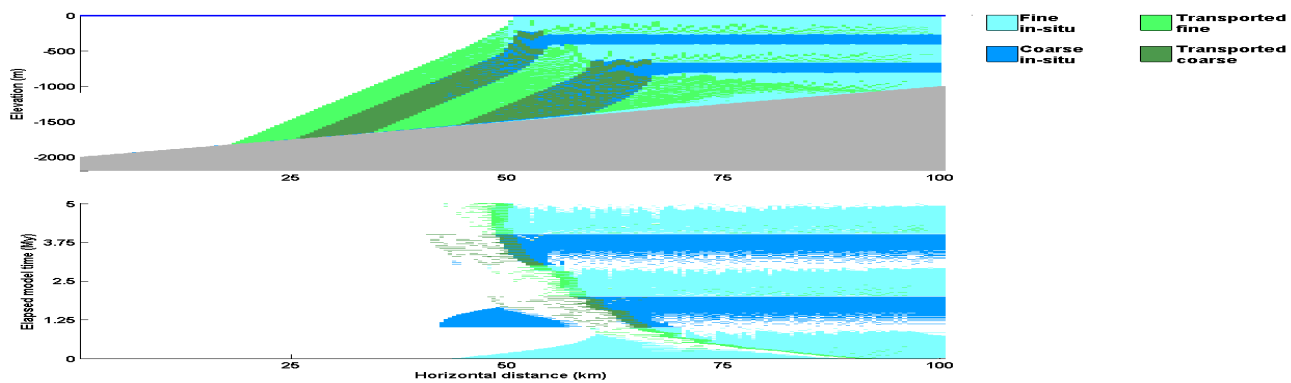 0
-500
-1000
-1500
-2000
Elevation (m)
25
50
75
100
Fine in-situ
Transported fine
Coarse in-situ
Transported coarse
5
3.75
2.5
1.25
0
Elapsed model time (My)
25
50
75
100
Horizontal distance (km)